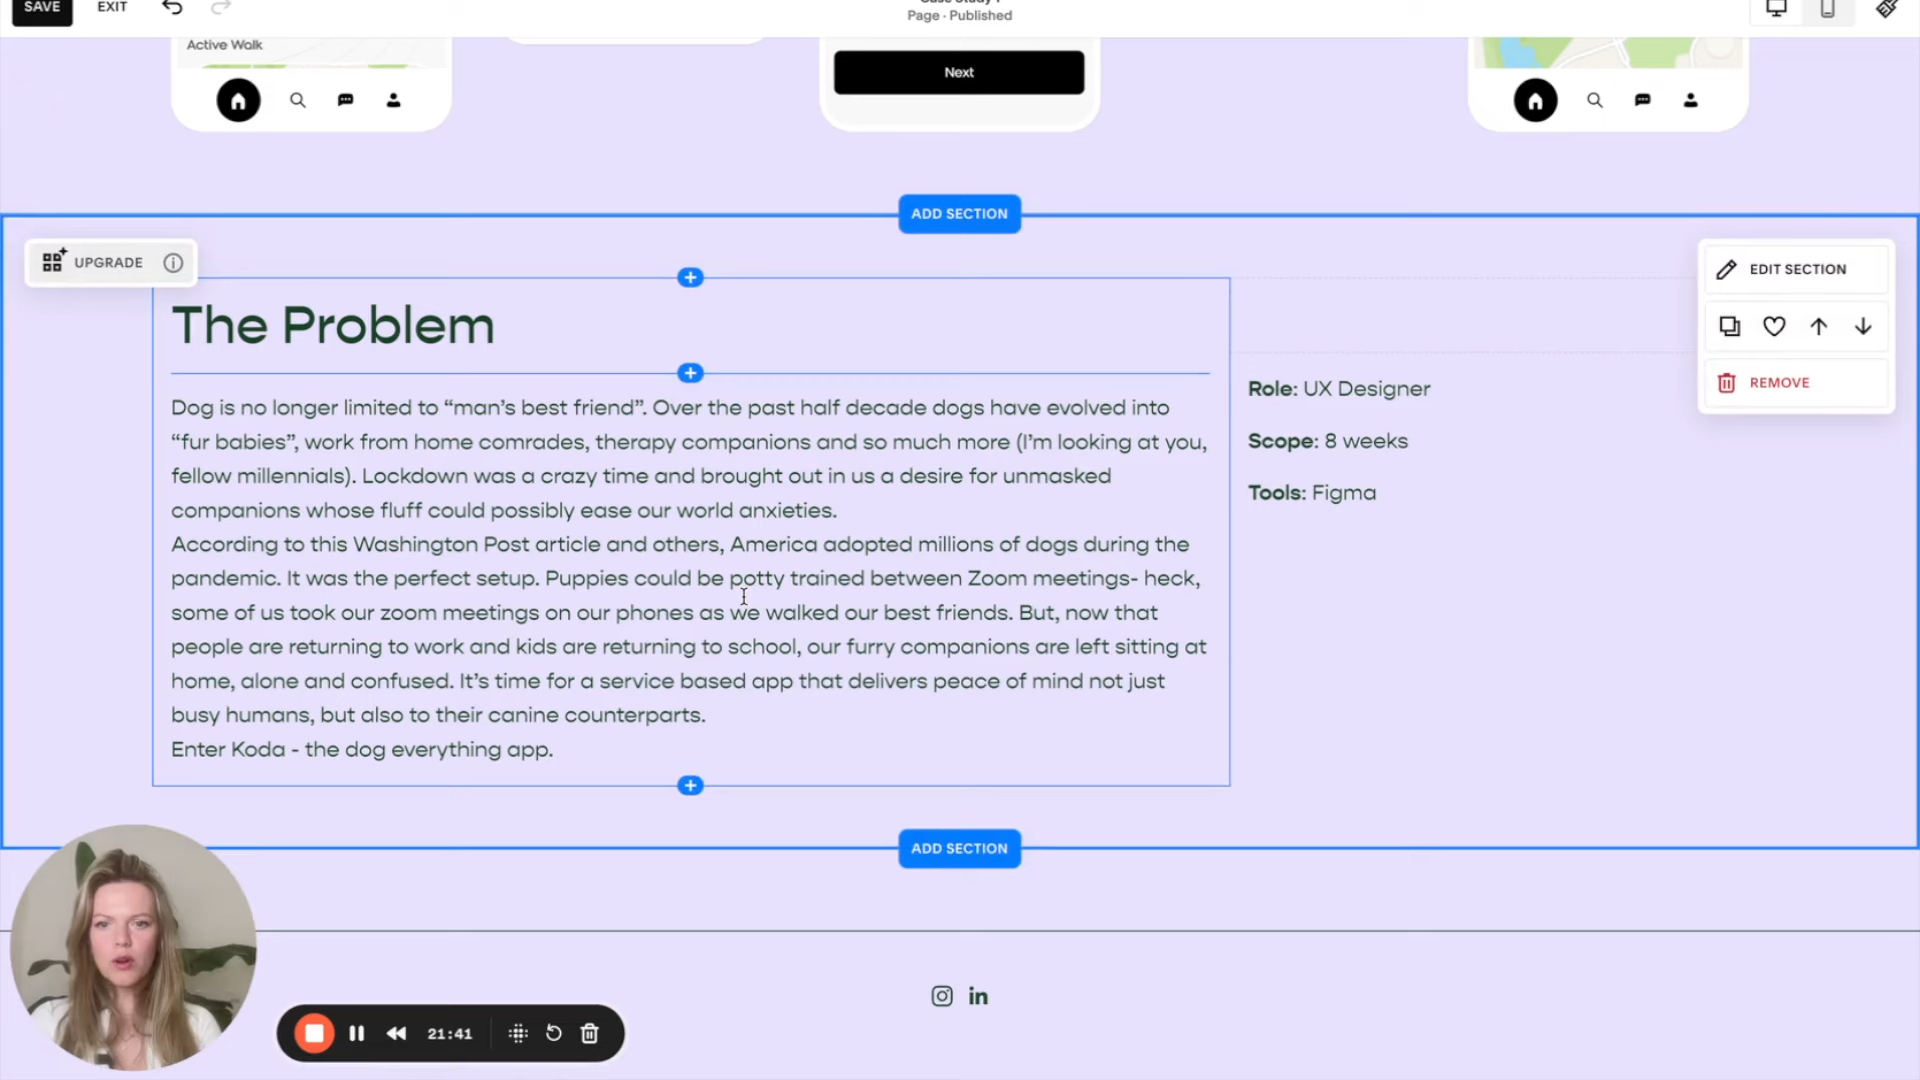 SAVE
EXIT
Page · Published
Active Walk
Next
ADD SECTION
UPGRADE
EDIT SECTION
REMOVE
The Problem
Dog is no longer limited to “man’s best friend”. Over the past half decade dogs have evolved into
“fur babies”, work from home comrades, therapy companions and so much more (I’m looking at you,
fellow millennials). Lockdown was a crazy time and brought out in us a desire for unmasked
companions whose fluff could possibly ease our world anxieties.
According to this Washington Post article and others, America adopted millions of dogs during the
pandemic. It was the perfect setup. Puppies could be potty trained between Zoom meetings- heck,
some of us took our zoom meetings on our phones as we walked our best friends. But, now that
people are returning to work and kids are returning to school, our furry companions are left sitting at
home, alone and confused. It’s time for a service based app that delivers peace of mind not just
busy humans, but also to their canine counterparts.
Enter Koda - the dog everything app.
Role: UX Designer
Scope: 8 weeks
Tools: Figma
ADD SECTION
in
21:41